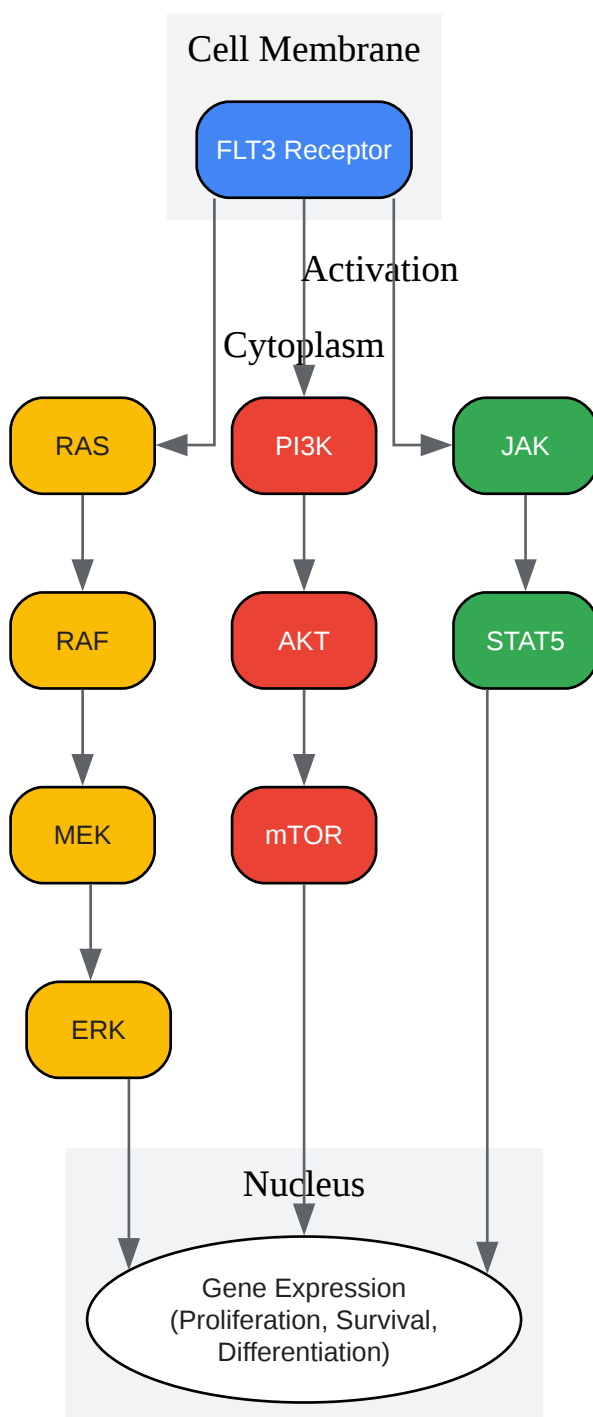 Cell Membrane
FLT3 Receptor
Activation
Cytoplasm
RAS
PI3K
JAK
RAF
AKT
STAT5
MEK
mTOR
ERK
Nucleus
Gene Expression
(Proliferation, Survival,
Differentiation)